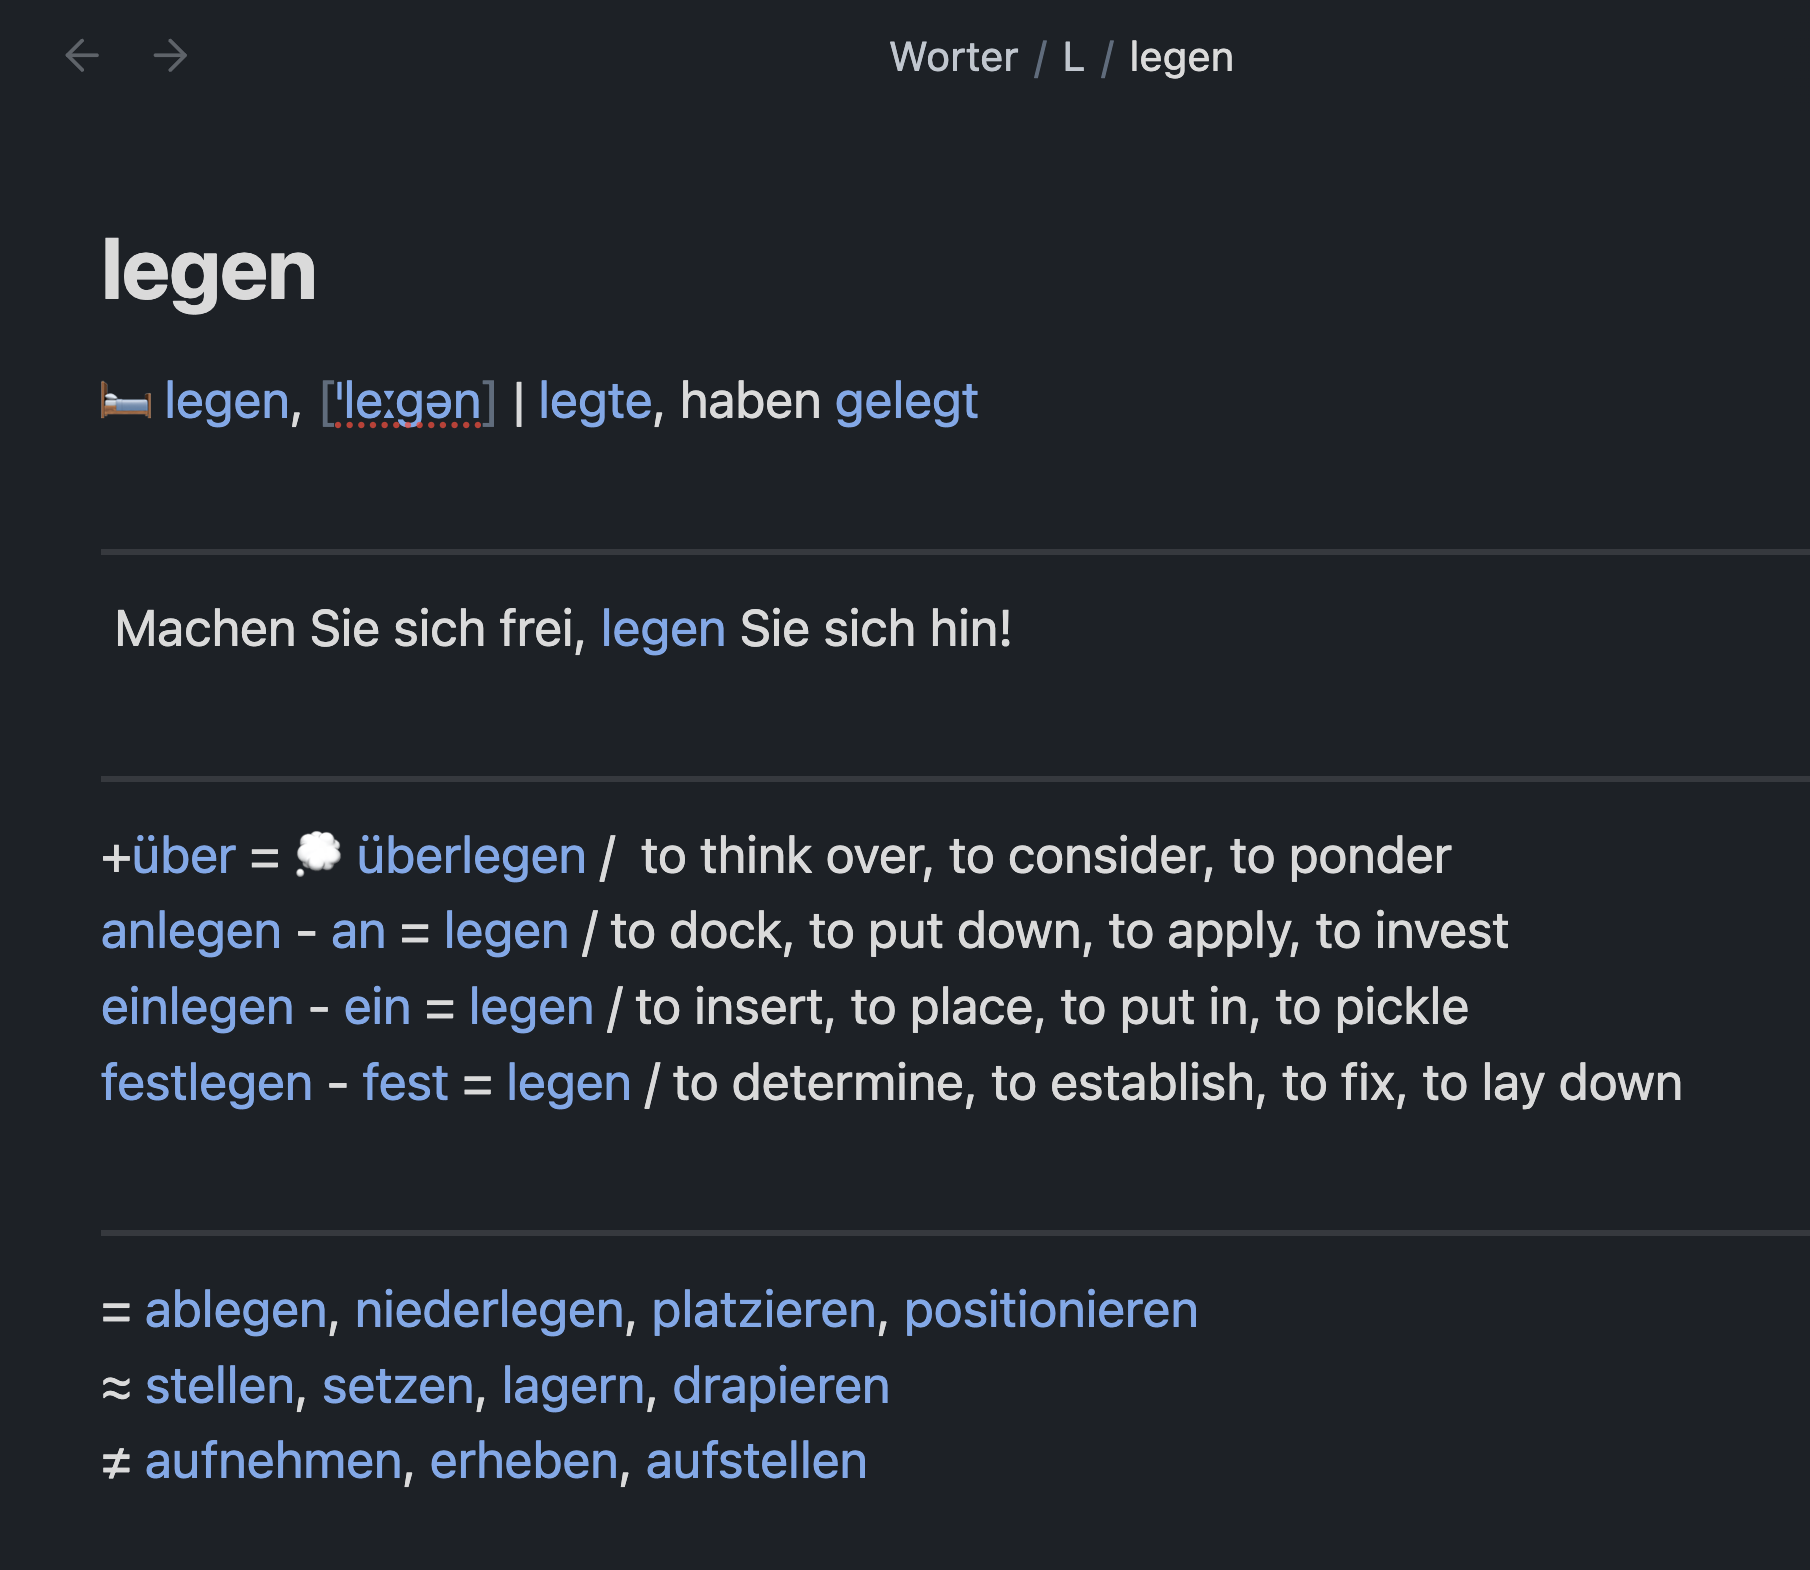 Worter / L / legen
legen
🛏️ legen, [ˈleːgən] | legte, haben gelegt
Machen Sie sich frei, legen Sie sich hin!
+über = 💭 überlegen / to think over, to consider, to ponder
anlegen - an = legen / to dock, to put down, to apply, to invest
einlegen - ein = legen / to insert, to place, to put in, to pickle
festlegen - fest = legen / to determine, to establish, to fix, to lay down
= ablegen, niederlegen, platzieren, positionieren
≈ stellen, setzen, lagern, drapieren
≠ aufnehmen, erheben, aufstellen